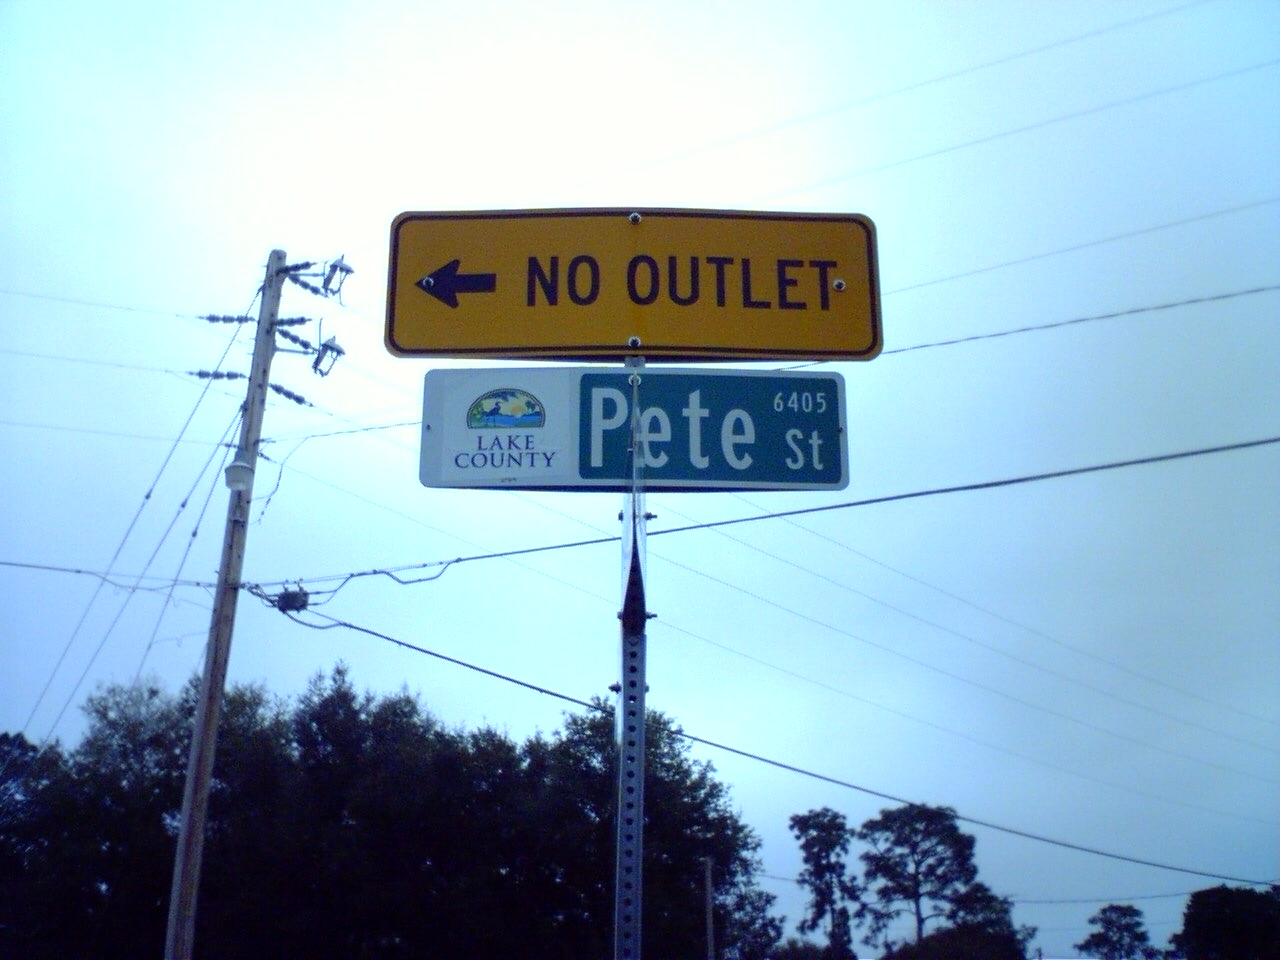 NO OUTLET
LAKE
COUNTY
Pete St
6405